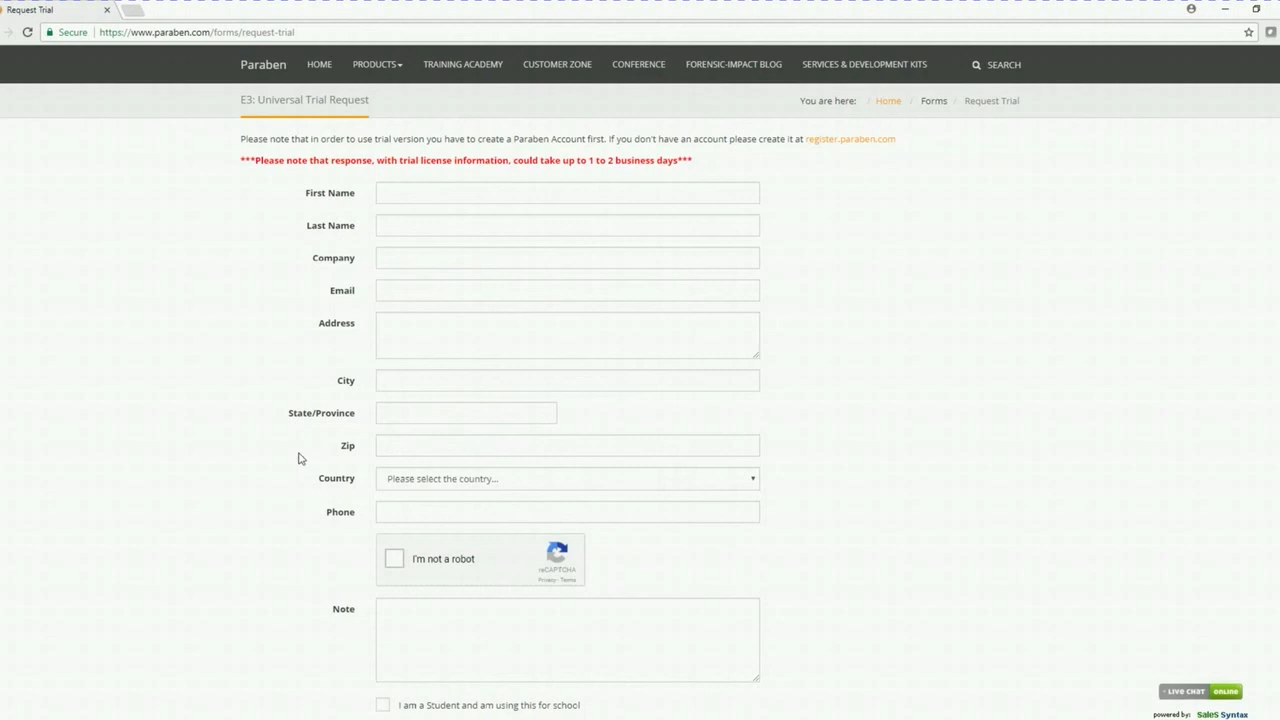 Request Trial
Secure https://www.paraben.com/forms/request-trial
Paraben HOME PRODUCTS TRAINING ACADEMY CUSTOMER ZONE CONFERENCE FORENSIC-IMPACT BLOG SERVICES & DEVELOPMENT KITS SEARCH
E3: Universal Trial Request You are here: Home / Forms / Request Trial
Please note that in order to use trial version you have to create a Paraben Account first. If you don't have an account please create it at register.paraben.com
***Please note that response, with trial license information, could take up to 1 to 2 business days***
First Name
Last Name
Company
Email
Address
City
State/Province
Zip
Country Please select the country...
Phone
I'm not a robot
reCAPTCHA
Privacy - Terms
Note
I am a Student and am using this for school
LIVE CHAT ONLINE
powered by: SaleS Syntax